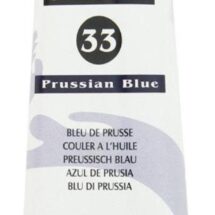 33
Prussian Blue
BLEU DE PRUSSE
COULER A L'HUILE
PREUSSISCH BLAU
AZUL DE PRUSIA
BLU DI PRUSSIA